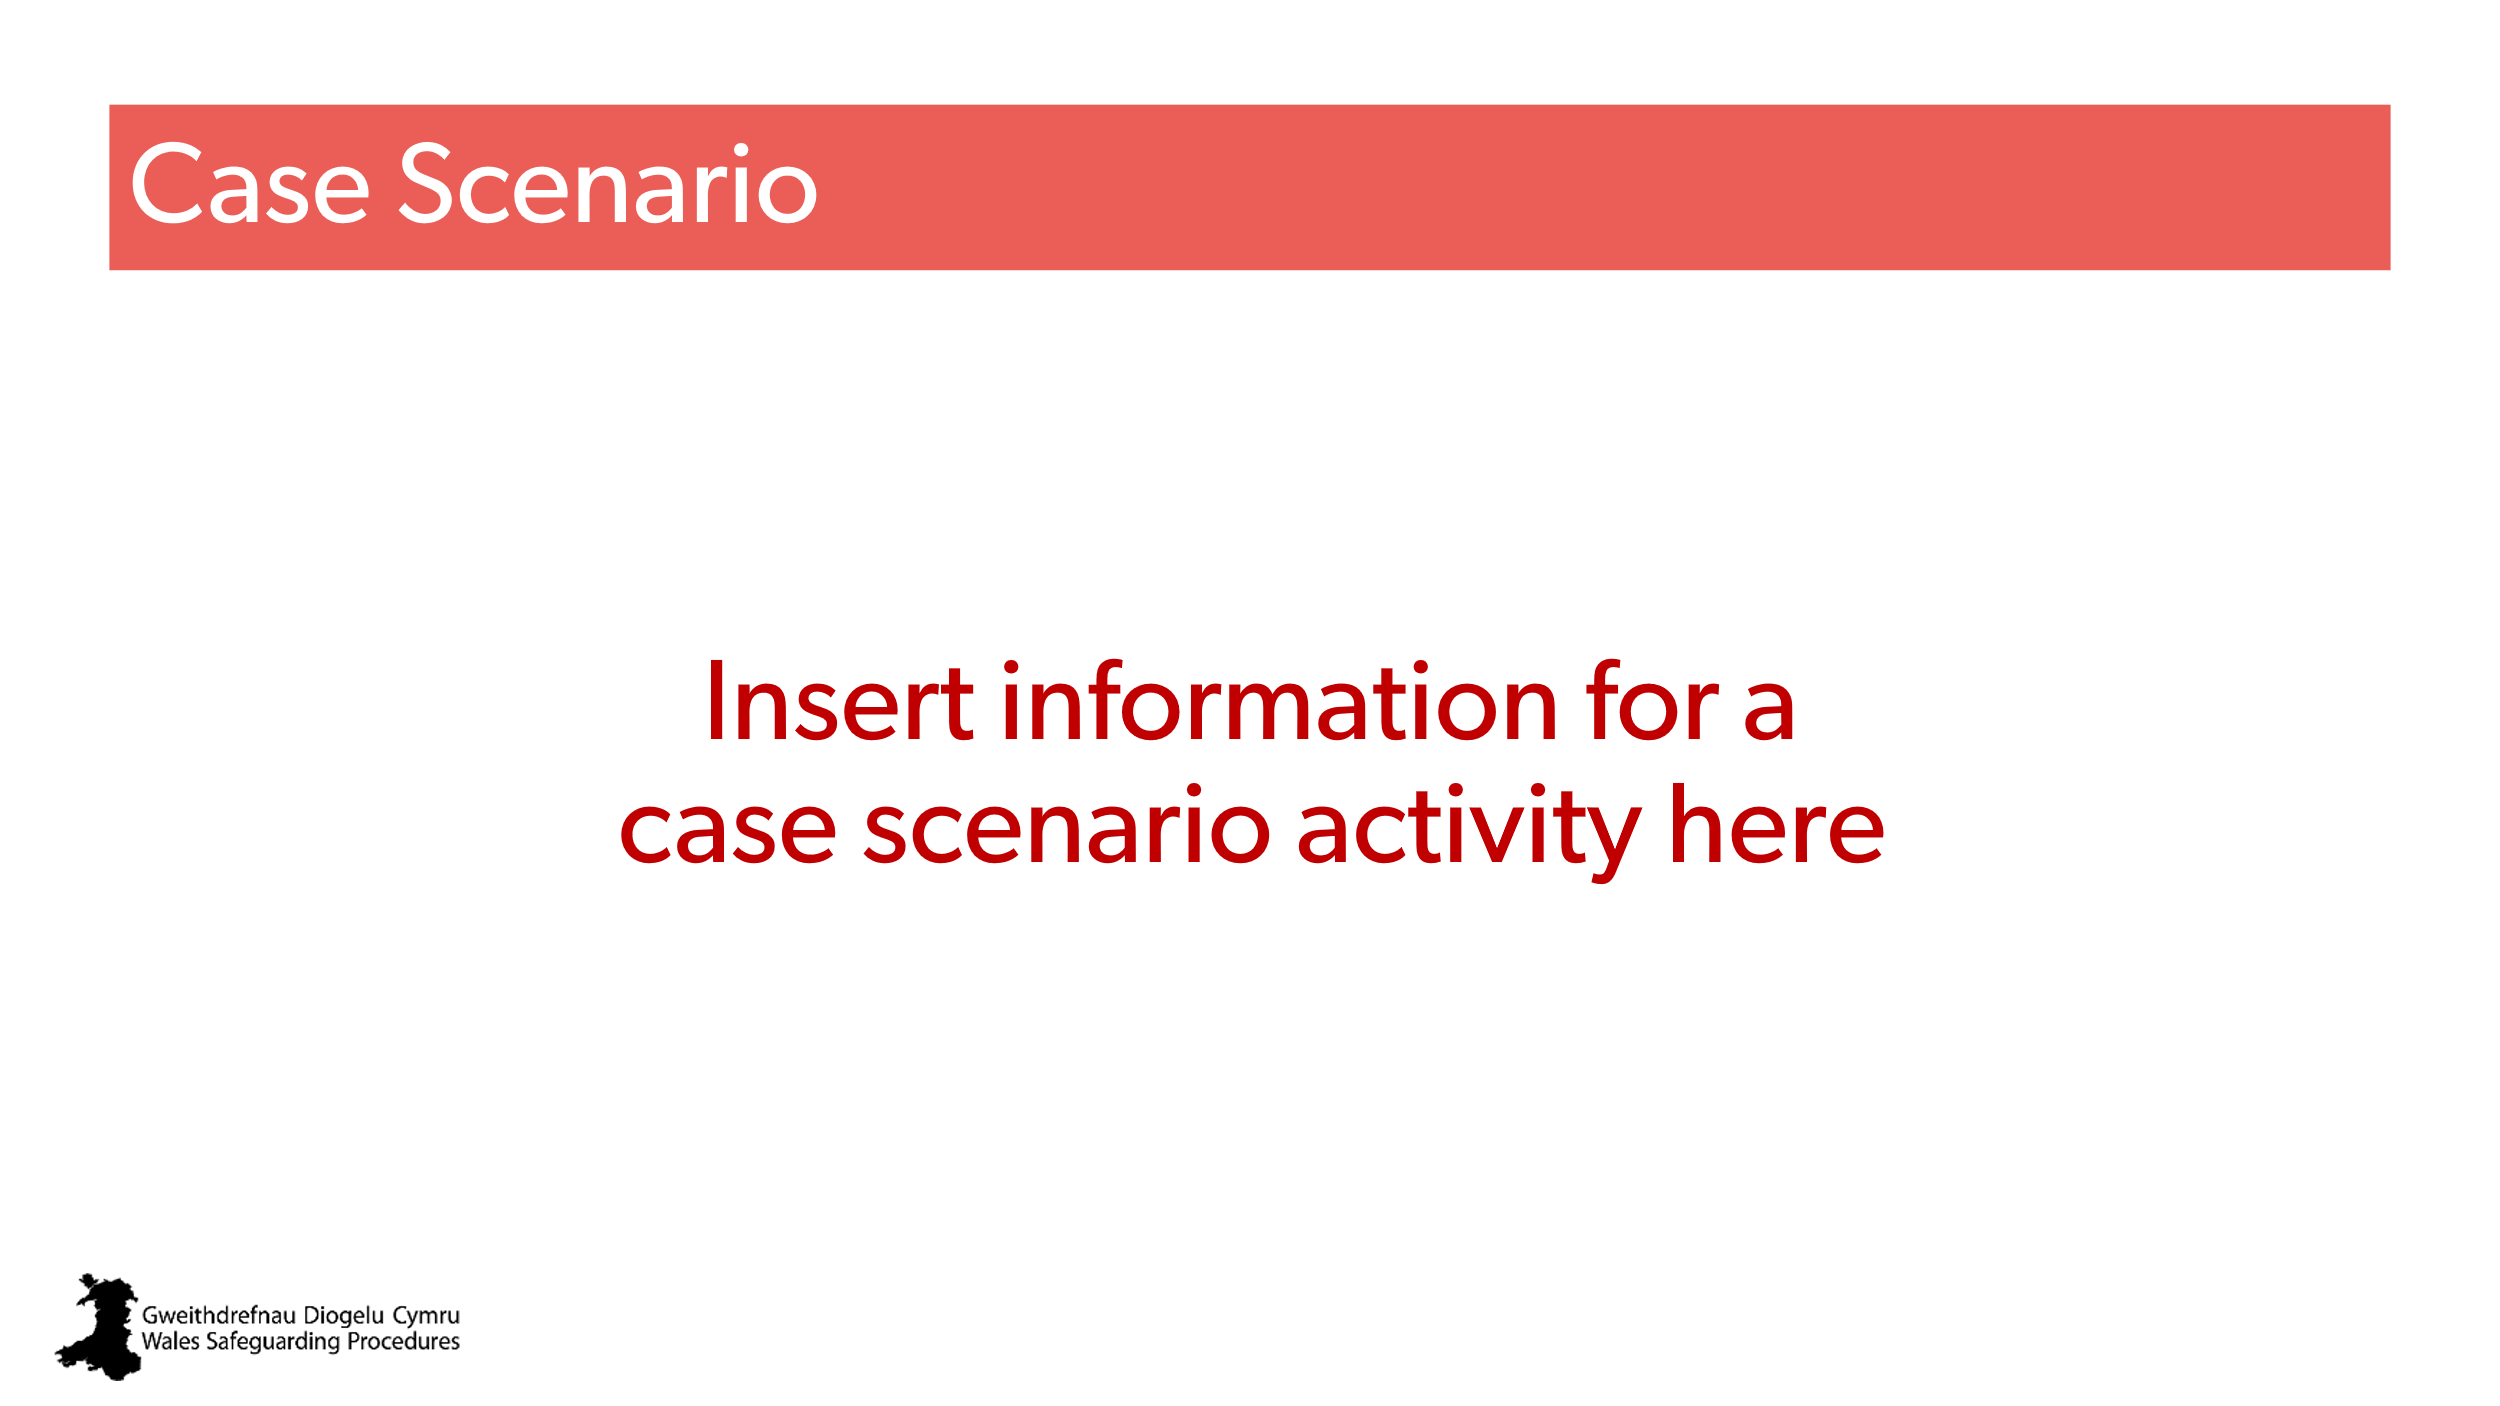 Case Scenario
Insert information for a
case scenario activity here
Gweithdrefnau Diogelu Cymru
Wales Safeguarding Procedures